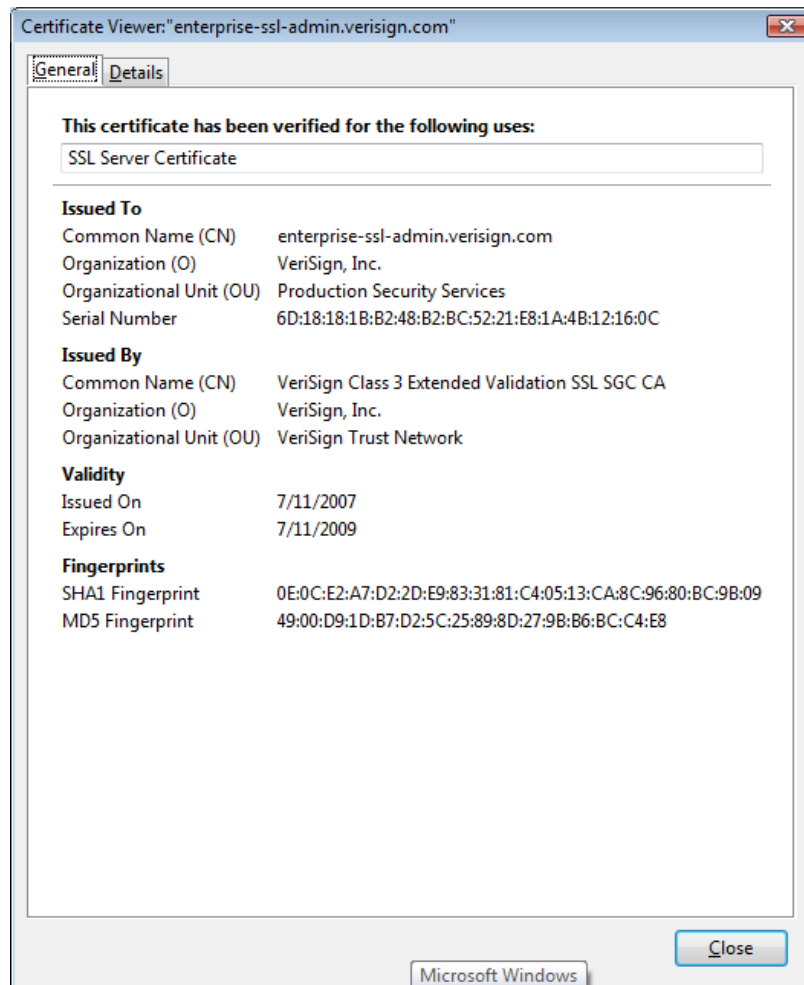 Certificate Viewer:"enterprise-ssl-admin.verisign.com"
General Details
This certificate has been verified for the following uses:
SSL Server Certificate
Issued To
Common Name (CN) enterprise-ssl-admin.verisign.com
Organization (O) VeriSign, Inc.
Organizational Unit (OU) Production Security Services
Serial Number 6D:18:18:1B:B2:48:B2:BC:52:21:E8:1A:4B:12:16:0C
Issued By
Common Name (CN) VeriSign Class 3 Extended Validation SSL SGC CA
Organization (O) VeriSign, Inc.
Organizational Unit (OU) VeriSign Trust Network
Validity
Issued On 7/11/2007
Expires On 7/11/2009
Fingerprints
SHA1 Fingerprint 0E:0C:E2:A7:D2:2D:E9:83:31:81:C4:05:13:CA:8C:96:80:BC:9B:09
MD5 Fingerprint 49:00:D9:1D:B7:D2:5C:25:89:8D:27:9B:B6:BC:C4:E8
Close
Microsoft Windows